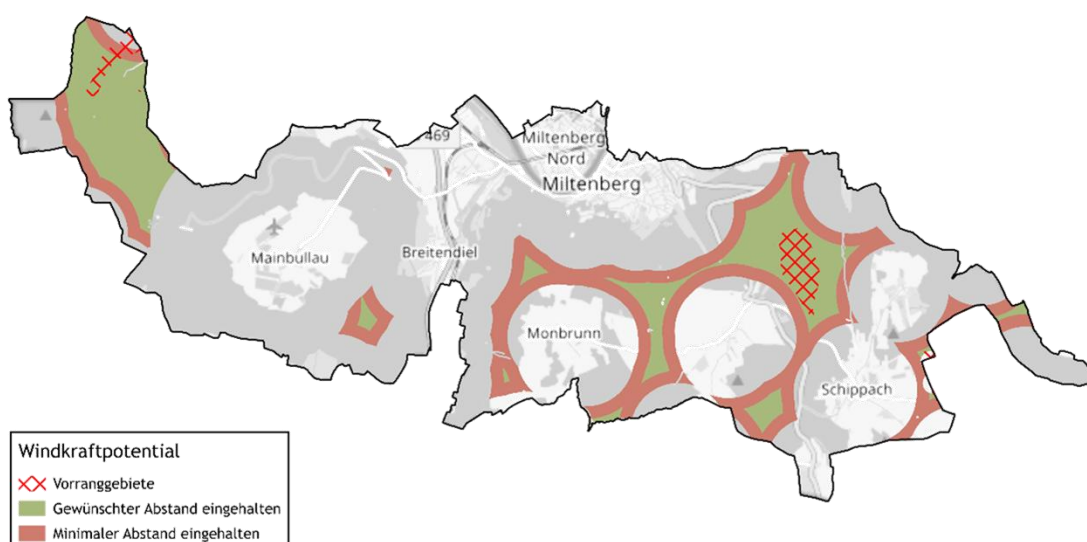 469
Miltenberg
Nord
Miltenberg
Mainbullau
Breitendiel
Monbrunn
Schippach
Windkraftpotential
Vorranggebiete
Gewünschter Abstand eingehalten
Minimaler Abstand eingehalten